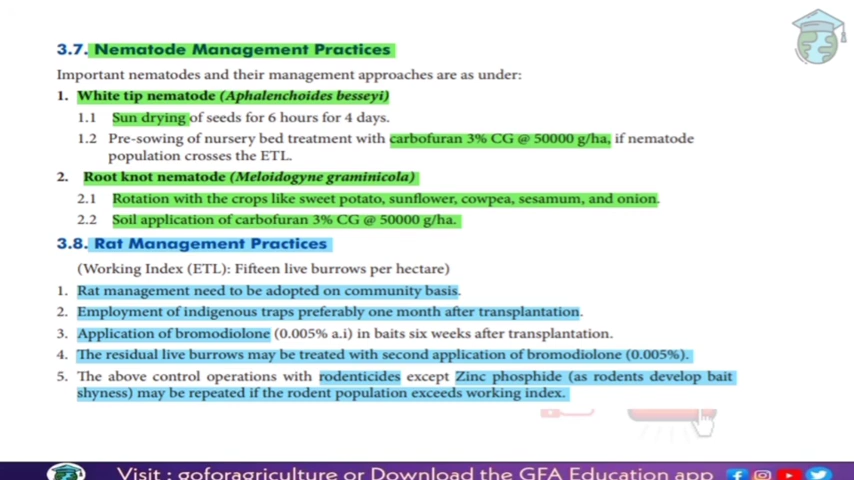 3.7. Nematode Management Practices
Important nematodes and their management approaches are as under:
1. White tip nematode (Aphalenchoides besseyi)
1.1 Sun drying of seeds for 6 hours for 4 days.
1.2 Pre-sowing of nursery bed treatment with carbofuran 3% CG @ 50000 g/ha, if nematode
population crosses the ETL.
2. Root knot nematode (Meloidogyne graminicola)
2.1 Rotation with the crops like sweet potato, sunflower, cowpea, sesamum, and onion.
2.2 Soil application of carbofuran 3% CG @ 50000 g/ha.
3.8. Rat Management Practices
(Working Index (ETL): Fifteen live burrows per hectare)
1. Rat management need to be adopted on community basis.
2. Employment of indigenous traps preferably one month after transplantation.
3. Application of bromodiolone (0.005% a.i) in baits six weeks after transplantation.
4. The residual live burrows may be treated with second application of bromodiolone (0.005%).
5. The above control operations with rodenticides except Zinc phosphide (as rodents develop bait
shyness) may be repeated if the rodent population exceeds working index.
Visit : goforagriculture or Download the GFA Education app